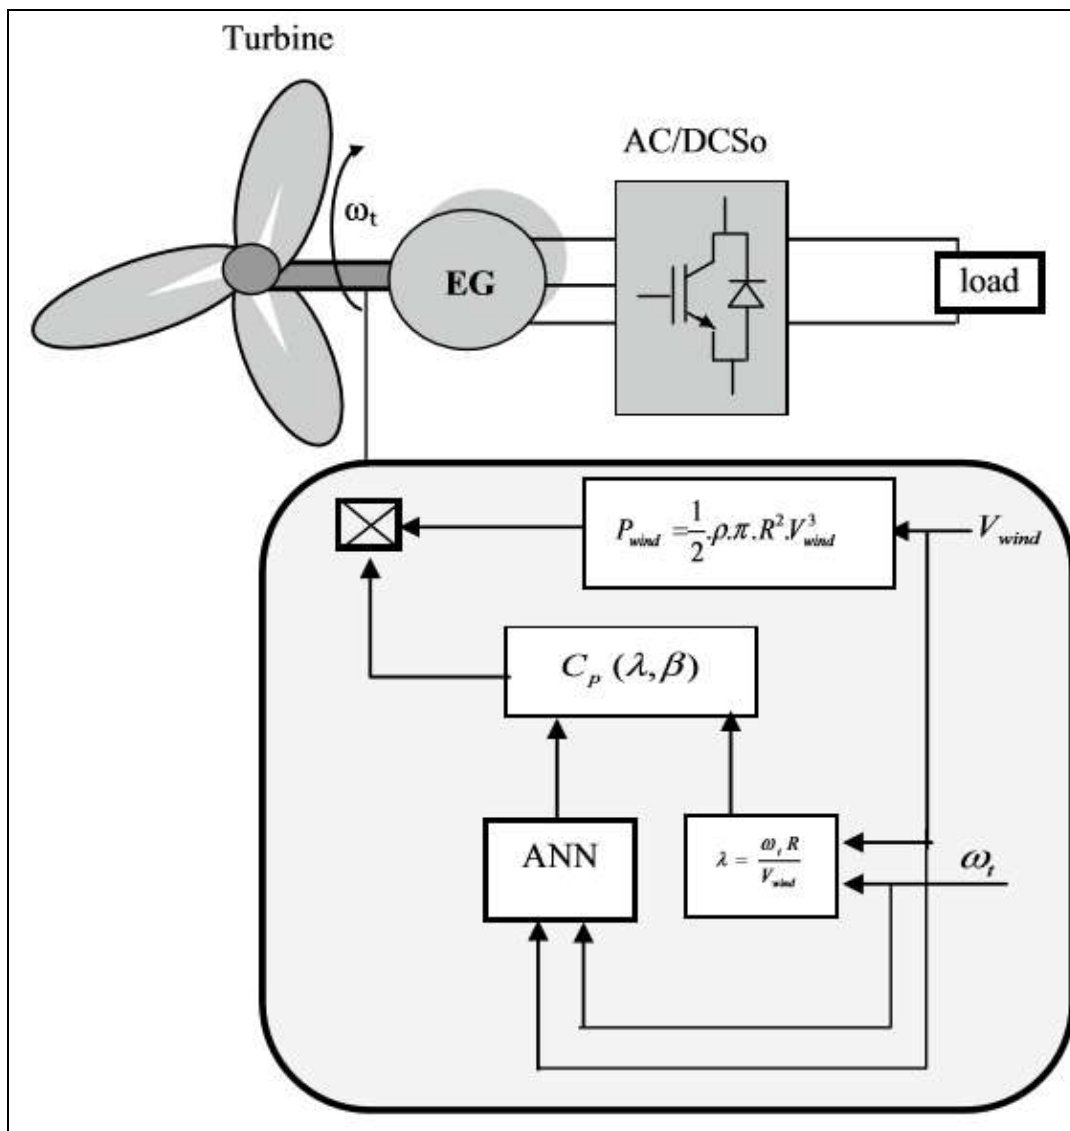 Turbine
AC/DCSo
ωt
EG
load
P_wind = 1/2 .ρ.π.R².V³_wind
V_wind
C_p (λ, β)
ANN
λ = ω_t R / V_wind
ω_t